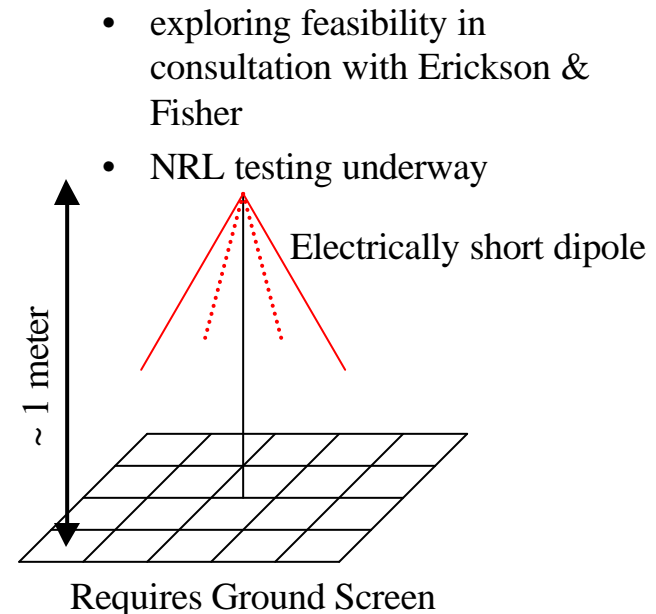 • exploring feasibility in
consultation with Erickson &
Fisher
• NRL testing underway
Electrically short dipole
~ 1 meter
Requires Ground Screen